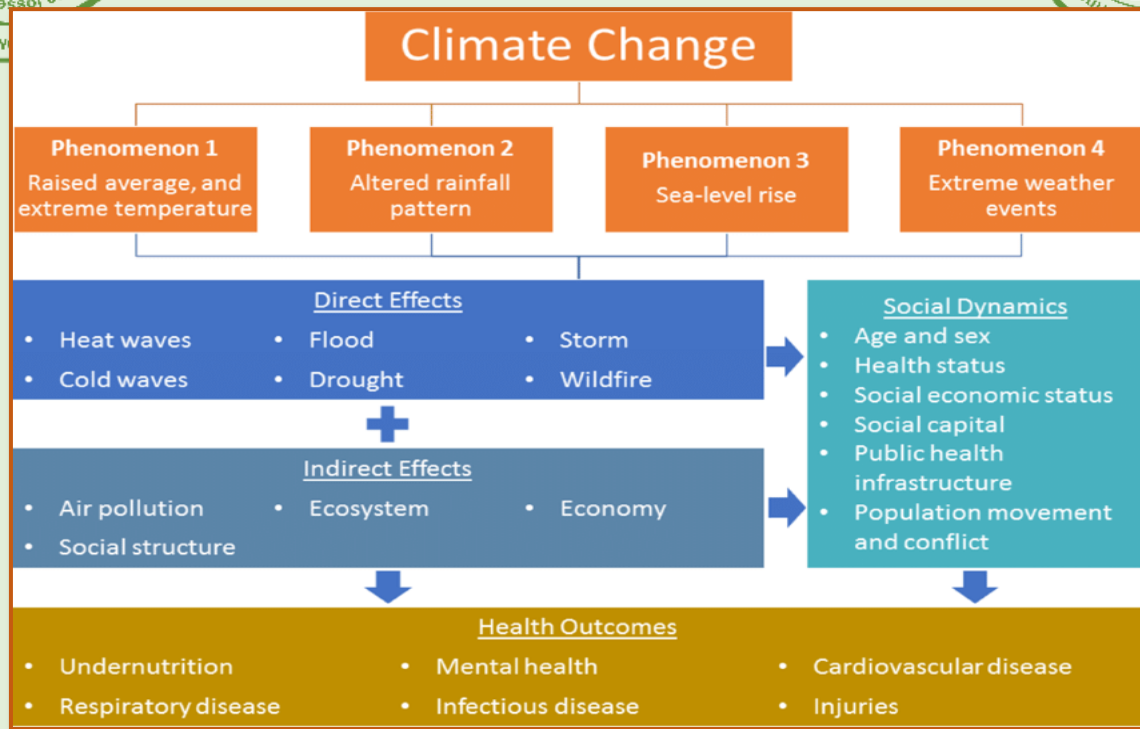 Climate Change
Phenomenon 1
Raised average, and
extreme temperature
Phenomenon 2
Altered rainfall
pattern
Phenomenon 3
Sea-level rise
Phenomenon 4
Extreme weather
events
Direct Effects
• Heat waves
• Flood
• Storm
• Cold waves
• Drought
• Wildfire
Indirect Effects
• Air pollution
• Ecosystem
• Economy
• Social structure
Social Dynamics
• Age and sex
• Health status
• Social economic status
• Social capital
• Public health
infrastructure
• Population movement
and conflict
Health Outcomes
• Undernutrition
• Mental health
• Cardiovascular disease
• Respiratory disease
• Infectious disease
• Injuries